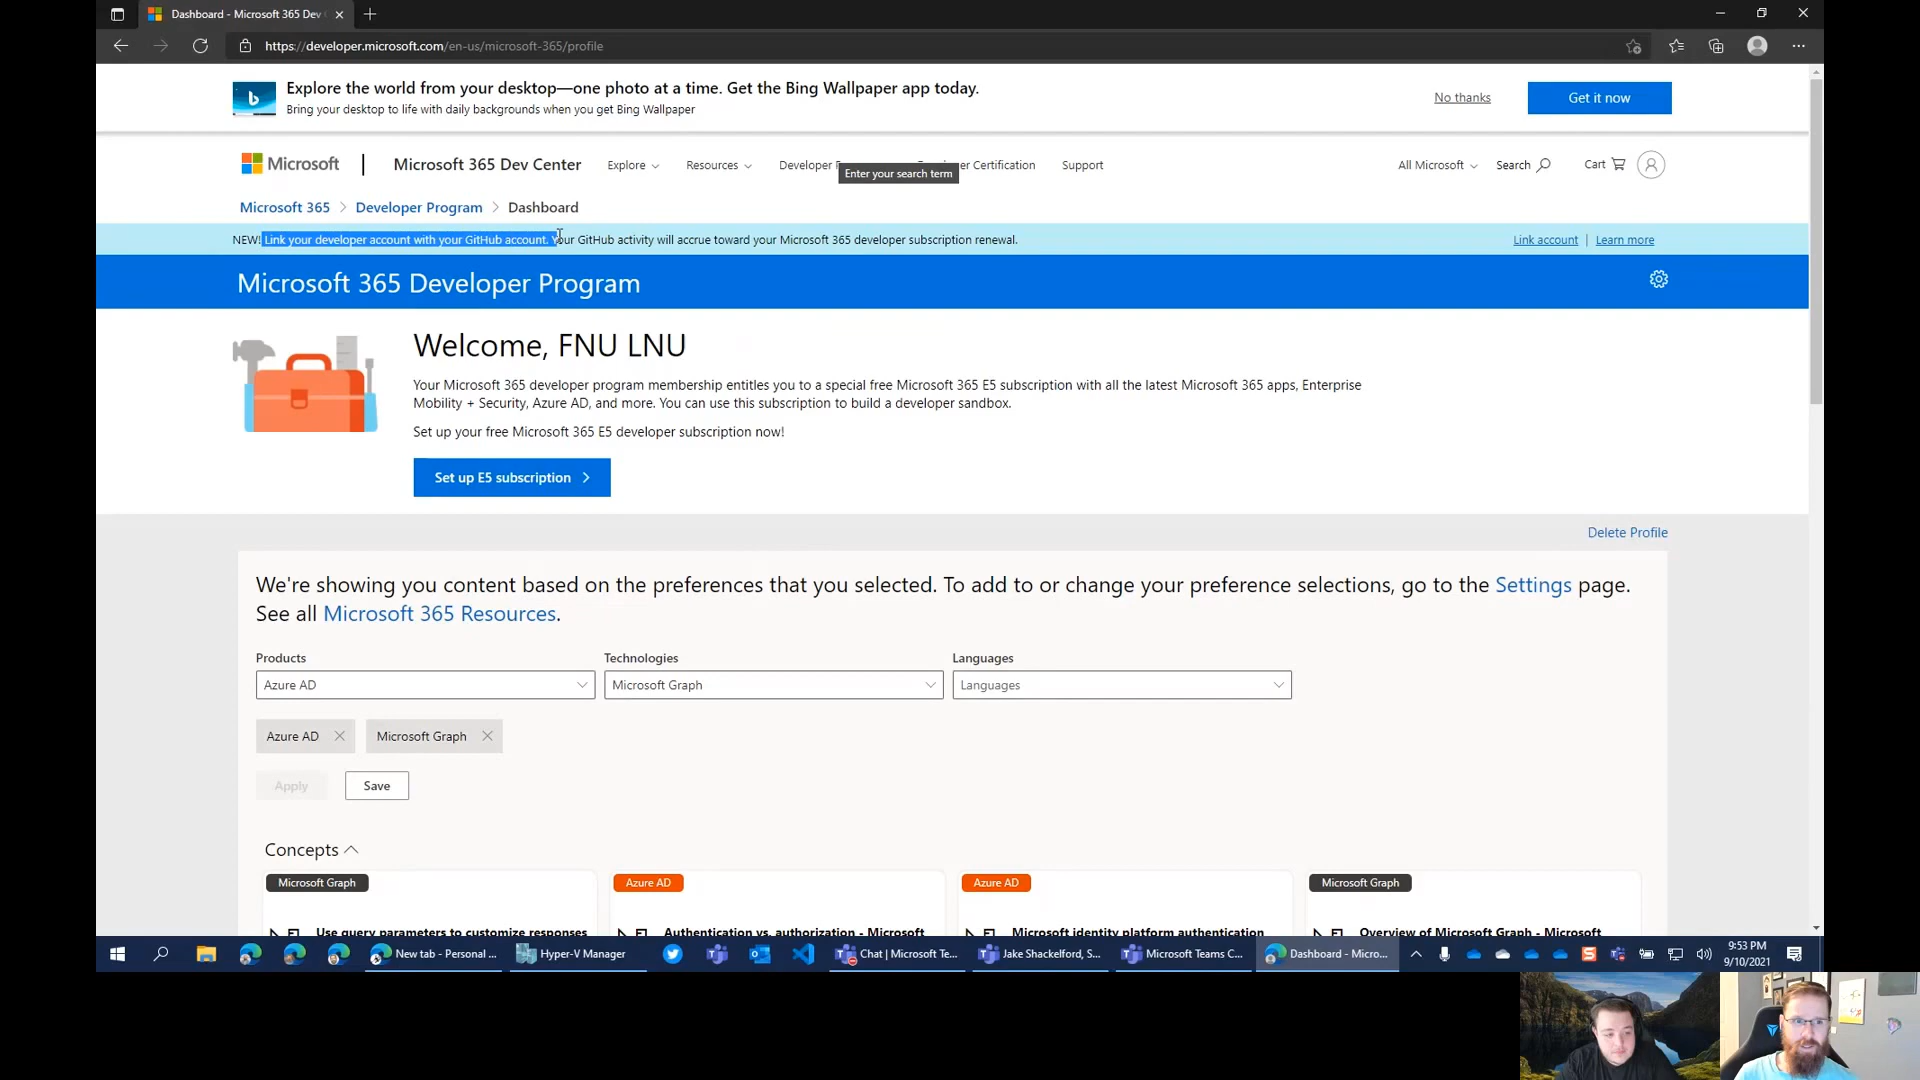 Dashboard - Microsoft 365 Dev
https://developer.microsoft.com/en-us/microsoft-365/profile
Explore the world from your desktop—one photo at a time. Get the Bing Wallpaper app today.
Bring your desktop to life with daily backgrounds when you get Bing Wallpaper
No thanks
Get it now
Microsoft
Microsoft 365 Dev Center
Explore
Resources
Developer
Certification
Support
All Microsoft
Search
Cart
Enter your search term
Microsoft 365 > Developer Program > Dashboard
NEW! Link your developer account with your GitHub account. Your GitHub activity will accrue toward your Microsoft 365 developer subscription renewal.
Link account | Learn more
Microsoft 365 Developer Program
Welcome, FNU LNU
Your Microsoft 365 developer program membership entitles you to a special free Microsoft 365 E5 subscription with all the latest Microsoft 365 apps, Enterprise
Mobility + Security, Azure AD, and more. You can use this subscription to build a developer sandbox.
Set up your free Microsoft 365 E5 developer subscription now!
Set up E5 subscription
Delete Profile
We're showing you content based on the preferences that you selected. To add to or change your preference selections, go to the Settings page.
See all Microsoft 365 Resources.
Products
Technologies
Languages
Azure AD
Microsoft Graph
Languages
Azure AD
Microsoft Graph
Apply
Save
Concepts
Microsoft Graph
Azure AD
Azure AD
Microsoft Graph
Use query parameters to customize responses
Authentication vs. authorization - Microsoft
Microsoft identity platform authentication
Overview of Microsoft Graph - Microsoft
New tab - Personal ...
Hyper-V Manager
Chat | Microsoft Te...
Jake Shackelford, S...
Microsoft Teams C...
Dashboard - Micro...
9:53 PM
9/10/2021